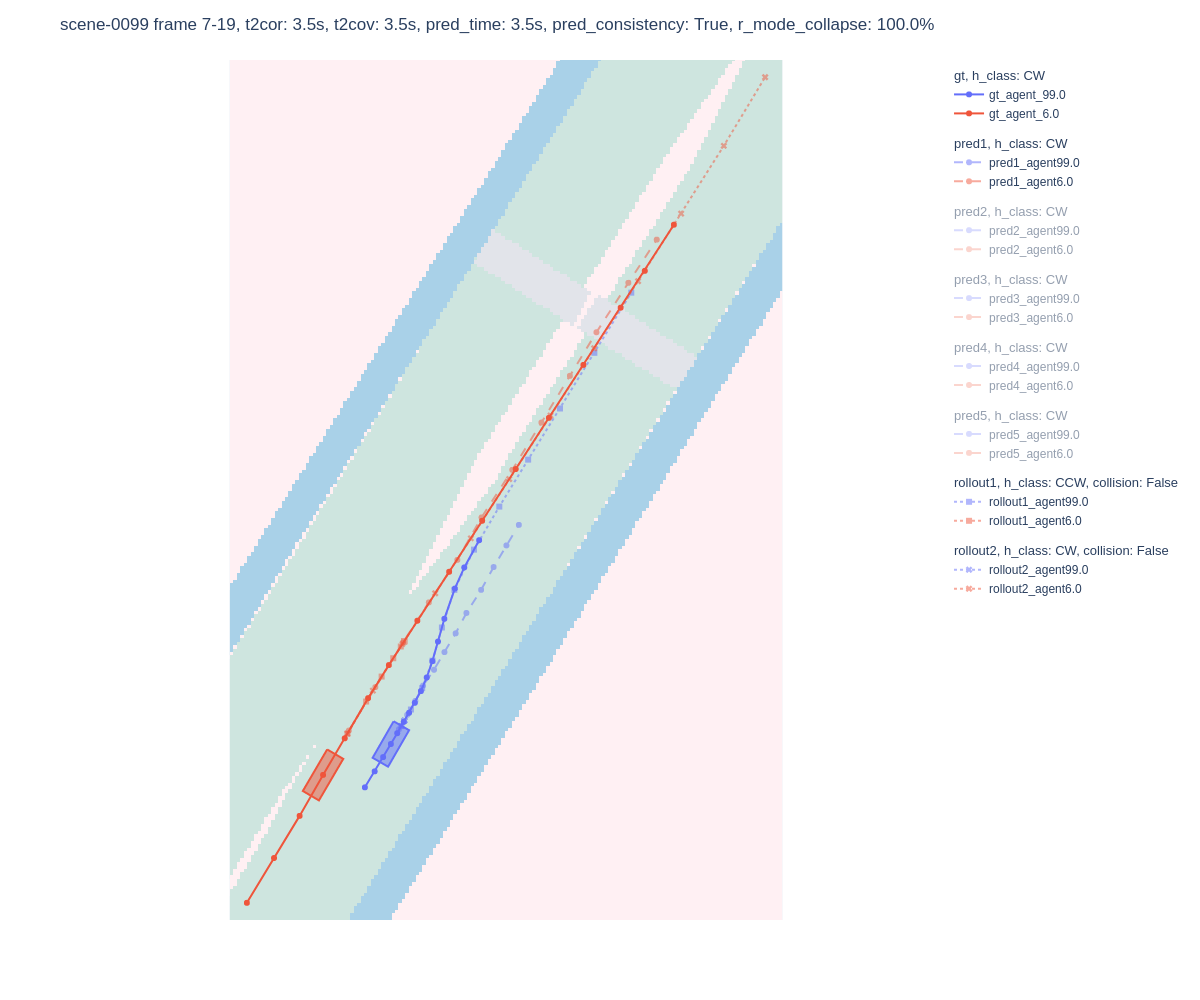 scene-0099 frame 7-19, t2cor: 3.5s, t2cov: 3.5s, pred_time: 3.5s, pred_consistency: True, r_mode_collapse: 100.0%
gt, h_class: CW
gt_agent_99.0
gt_agent_6.0
pred1, h_class: CW
pred1_agent99.0
pred1_agent6.0
pred2, h_class: CW
pred2_agent99.0
pred2_agent6.0
pred3, h_class: CW
pred3_agent99.0
pred3_agent6.0
pred4, h_class: CW
pred4_agent99.0
pred4_agent6.0
pred5, h_class: CW
pred5_agent99.0
pred5_agent6.0
rollout1, h_class: CCW, collision: False
rollout1_agent99.0
rollout1_agent6.0
rollout2, h_class: CW, collision: False
rollout2_agent99.0
rollout2_agent6.0